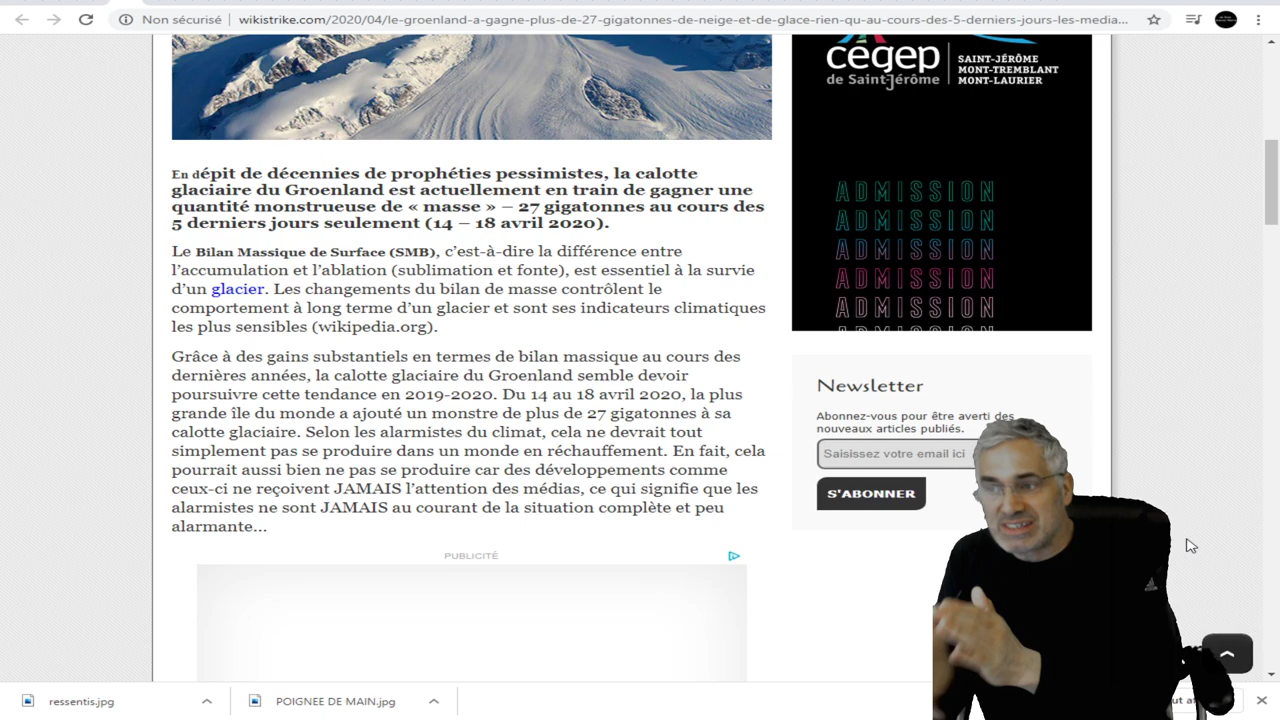 Non sécurisé
wikistrike.com/2020/04/le-groenland-a-gagne-plus-de-27-gigatonnes-de-neige-et-de-glace-rien-qu-au-cours-des-5-derniers-jours-les-media...
cégep
de Saint-Jérôme
SAINT-JÉRÔME
MONT-TREMBLANT
MONT-LAURIER
En dépit de décennies de prophéties pessimistes, la calotte
glaciaire du Groenland est actuellement en train de gagner une
quantité monstrueuse de « masse » – 27 gigatonnes au cours des
5 derniers jours seulement (14 – 18 avril 2020).
Le Bilan Massique de Surface (SMB), c’est-à-dire la différence entre
l’accumulation et l’ablation (sublimation et fonte), est essentiel à la survie
d’un glacier. Les changements du bilan de masse contrôlent le
comportement à long terme d’un glacier et sont ses indicateurs climatiques
les plus sensibles (wikipedia.org).
Grâce à des gains substantiels en termes de bilan massique au cours des
dernières années, la calotte glaciaire du Groenland semble devoir
poursuivre cette tendance en 2019-2020. Du 14 au 18 avril 2020, la plus
grande île du monde a ajouté un monstre de plus de 27 gigatonnes à sa
calotte glaciaire. Selon les alarmistes du climat, cela ne devrait tout
simplement pas se produire dans un monde en réchauffement. En fait, cela
pourrait aussi bien ne pas se produire car des développements comme
ceux-ci ne reçoivent JAMAIS l’attention des médias, ce qui signifie que les
alarmistes ne sont JAMAIS au courant de la situation complète et peu
alarmante...
PUBLICITÉ
ADMISSION
ADMISSION
ADMISSION
ADMISSION
ADMISSION
ADMISSION
Newsletter
Abonnez-vous pour être averti des
nouveaux articles publiés.
Saisissez votre email ici
S'ABONNER
ressentis.jpg
POIGNEE DE MAIN.jpg